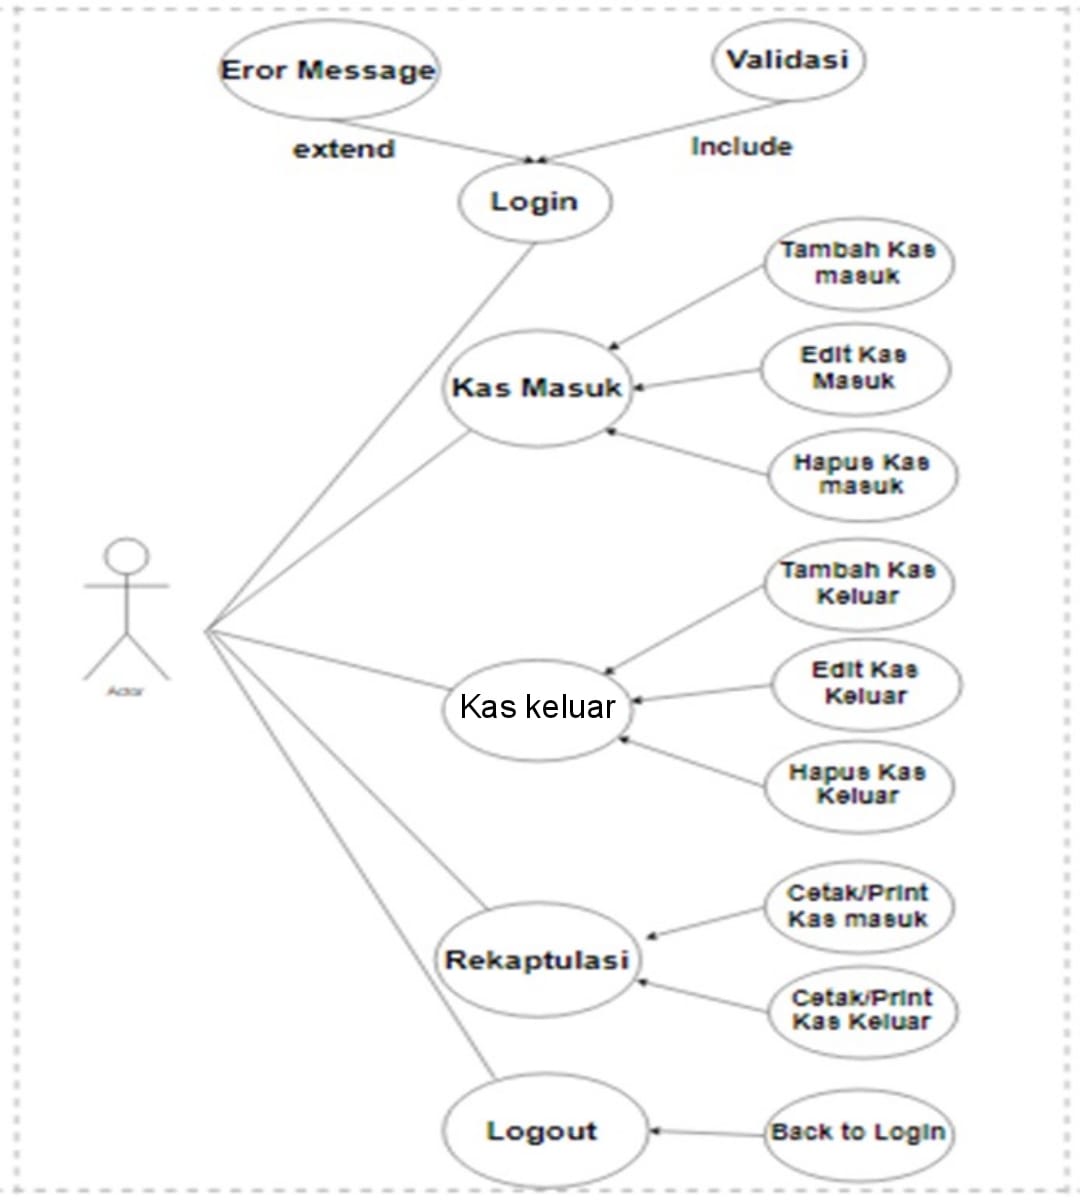 Eror Message
Validasi
extend
Include
Login
Tambah Kas
masuk
Edit Kas
Masuk
Kas Masuk
Hapus Kas
masuk
Tambah Kas
Keluar
Actor
Edit Kas
Keluar
Kas keluar
Hapus Kas
Keluar
Cetak/Print
Kas masuk
Rekaptulasi
Cetak/Print
Kas Keluar
Logout
Back to Login